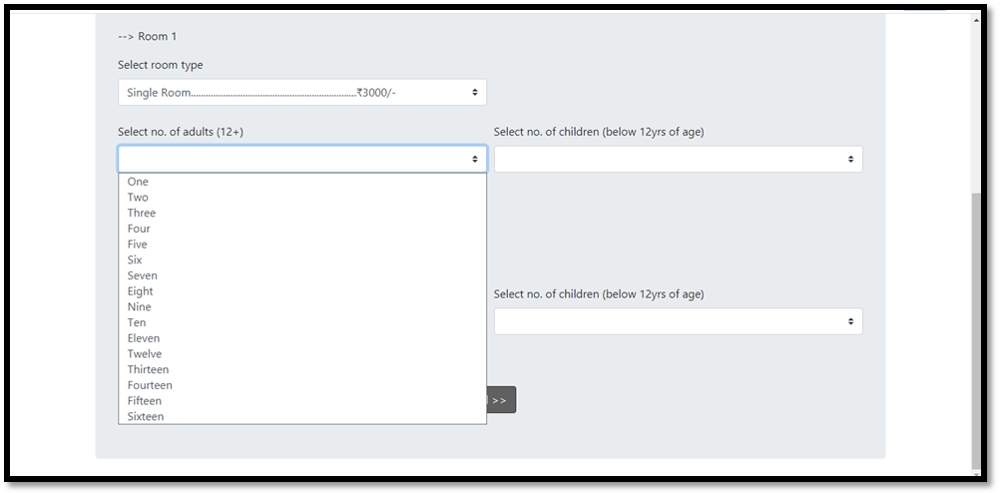 --> Room 1
Select room type
Single Room......................................................................₹3000/-
Select no. of adults (12+)
Select no. of children (below 12yrs of age)
One
Two
Three
Four
Five
Six
Seven
Eight
Select no. of children (below 12yrs of age)
Nine
Ten
Eleven
Twelve
Thirteen
Fourteen
Fifteen
>>
Sixteen